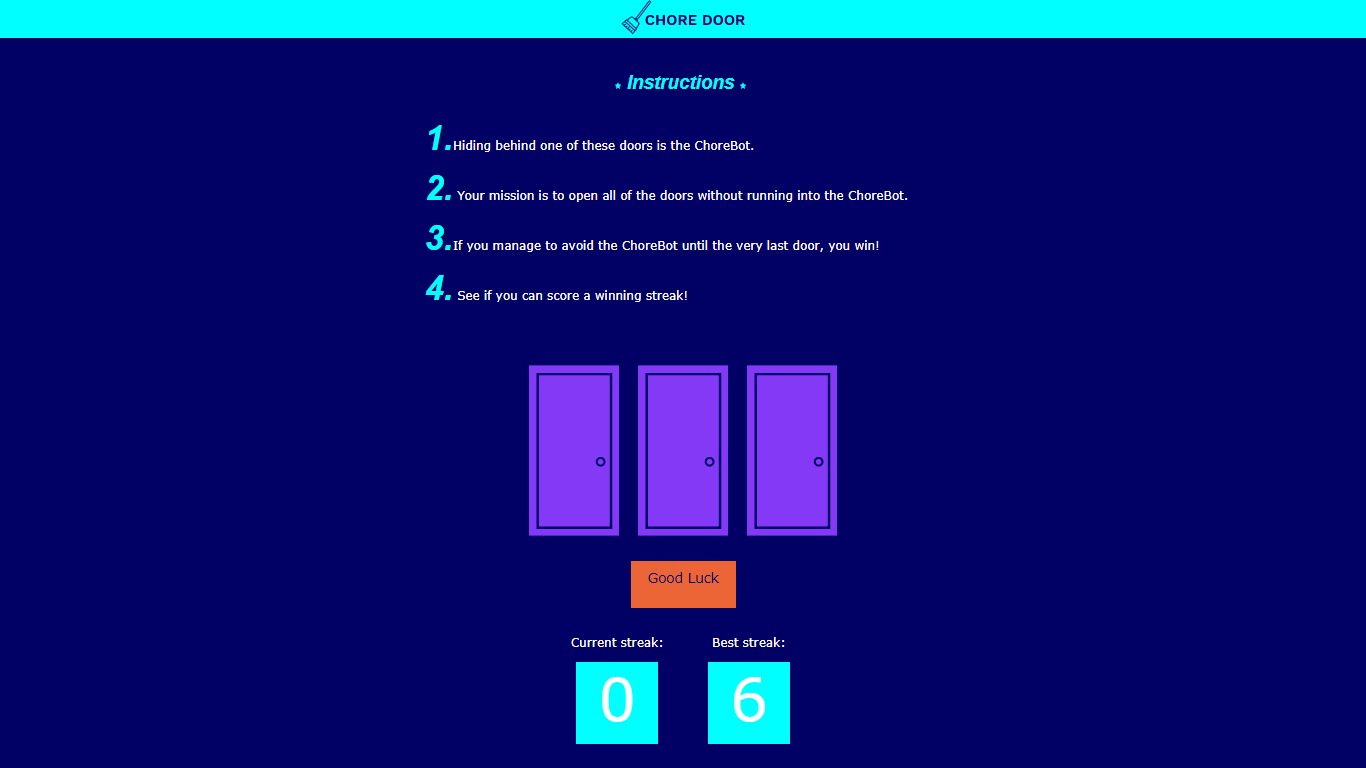 CHORE DOOR
Instructions
1. Hiding behind one of these doors is the ChoreBot.
2. Your mission is to open all of the doors without running into the ChoreBot.
3. If you manage to avoid the ChoreBot until the very last door, you win!
4. See if you can score a winning streak!
Good Luck
Current streak: Best streak:
0 6